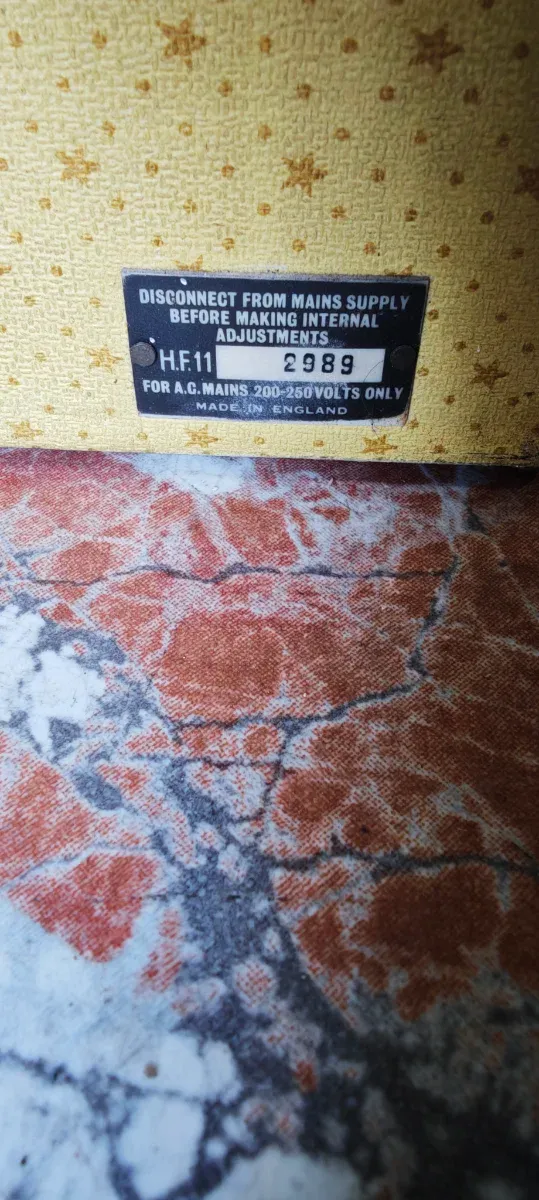 DISCONNECT FROM MAINS SUPPLY
BEFORE MAKING INTERNAL
ADJUSTMENTS
H.F.11 2989
FOR A.C. MAINS 200-250 VOLTS ONLY
MADE IN ENGLAND